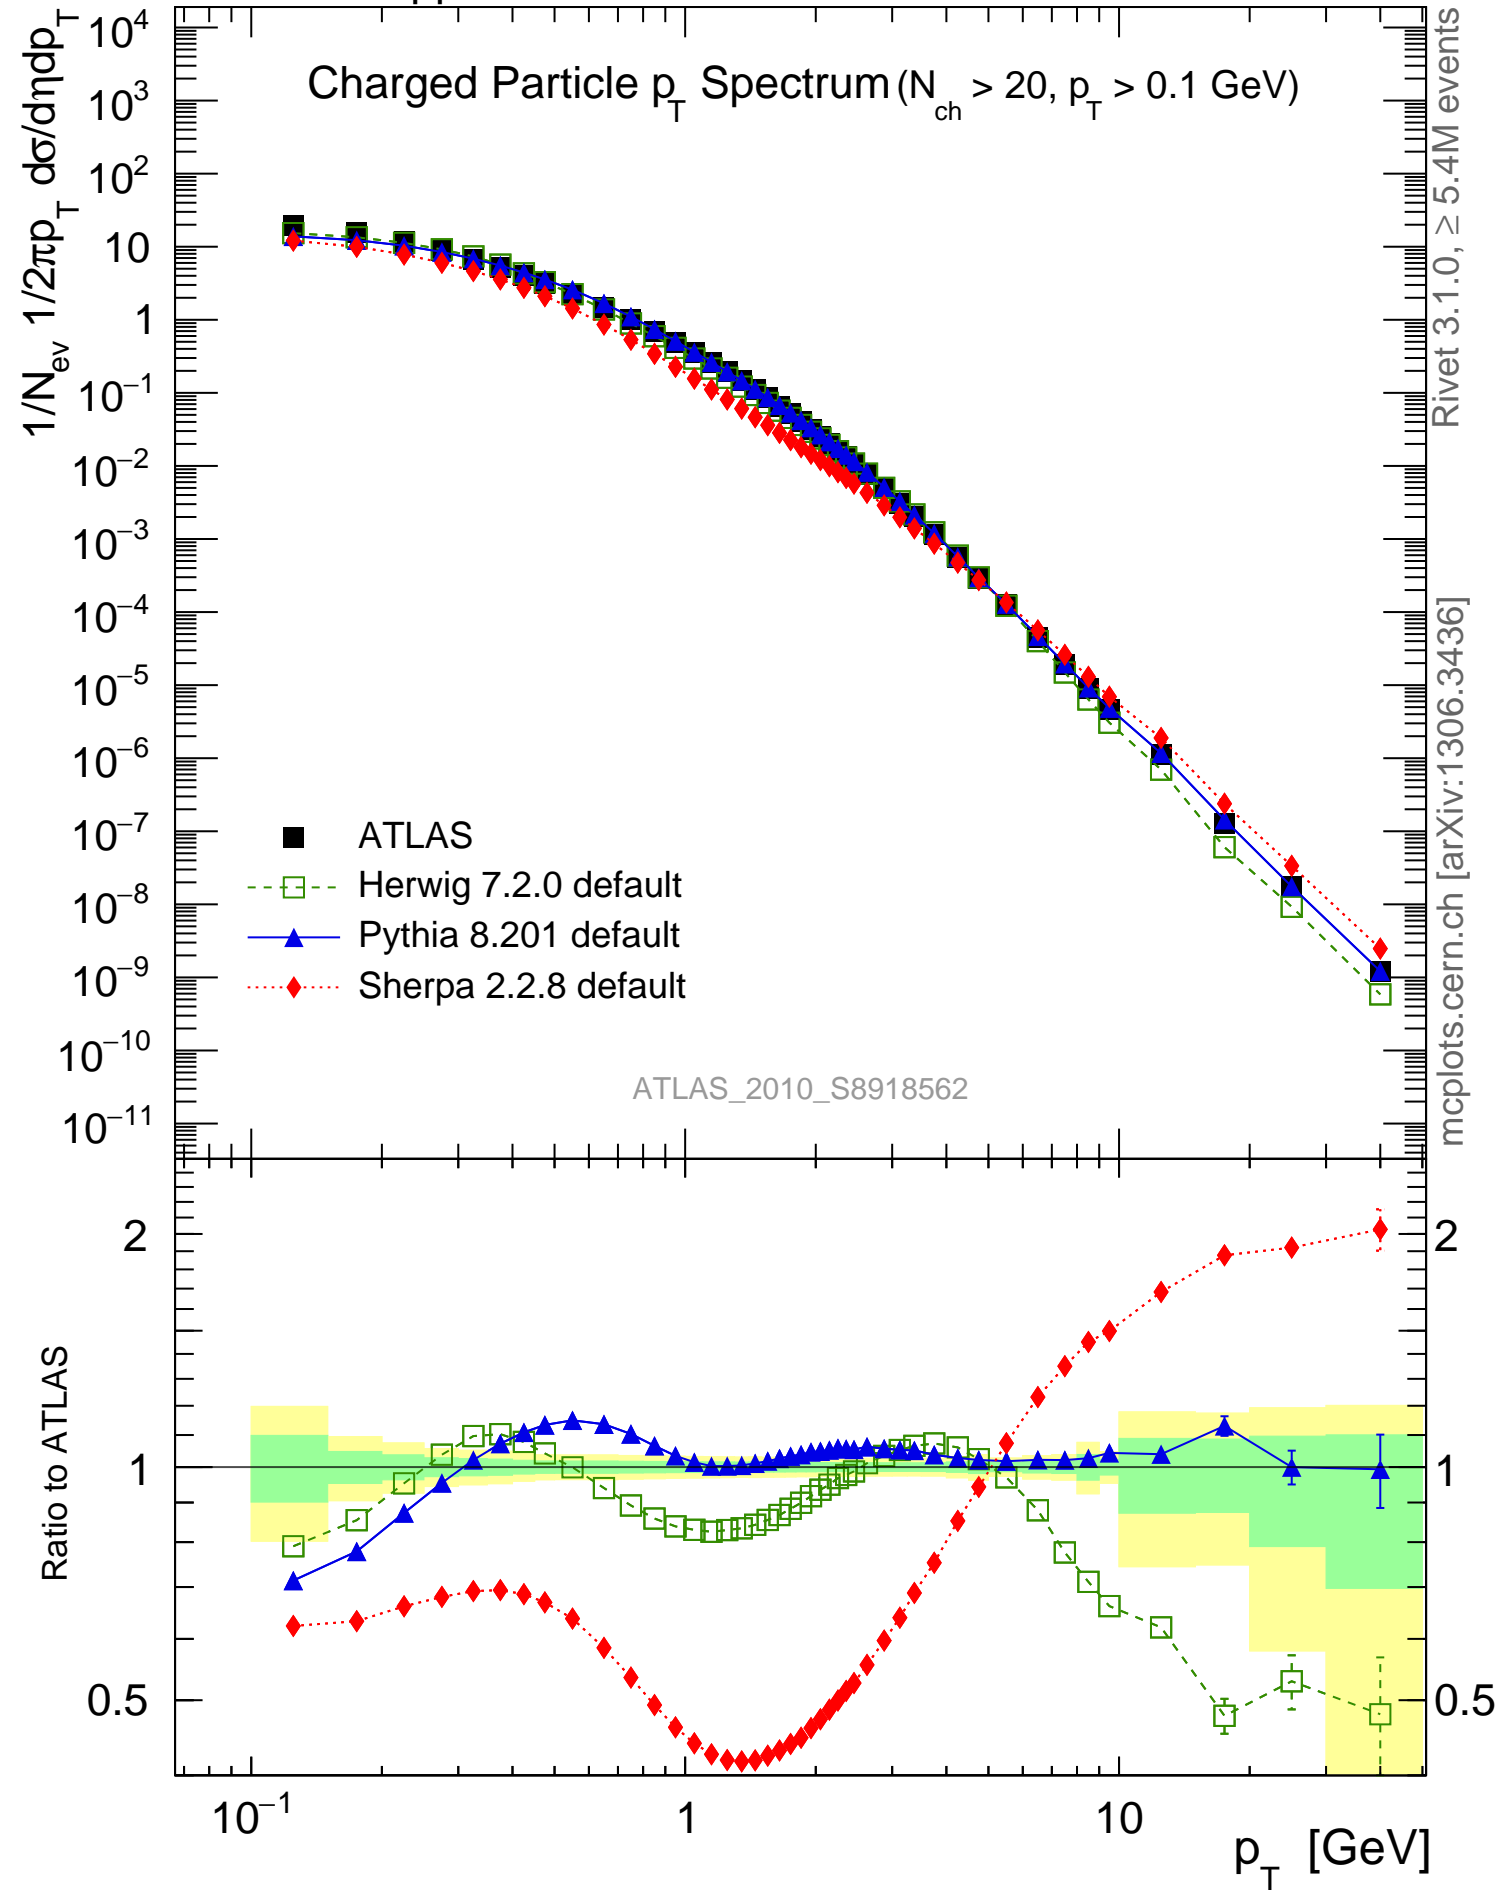 Charged Particle p_T Spectrum (N_ch > 20, p_T > 0.1 GeV)
1/N_ev 1/2πp_T dσ/dηdp_T
10^4
10^3
10^2
10
1
10^−1
10^−2
10^−3
10^−4
10^−5
10^−6
10^−7
10^−8
10^−9
10^−10
10^−11
ATLAS
Herwig 7.2.0 default
Pythia 8.201 default
Sherpa 2.2.8 default
ATLAS_2010_S8918562
Rivet 3.1.0, ≥ 5.4M events
mcplots.cern.ch [arXiv:1306.3436]
Ratio to ATLAS
2
1
0.5
2
1
0.5
10^−1
1
10
p_T [GeV]